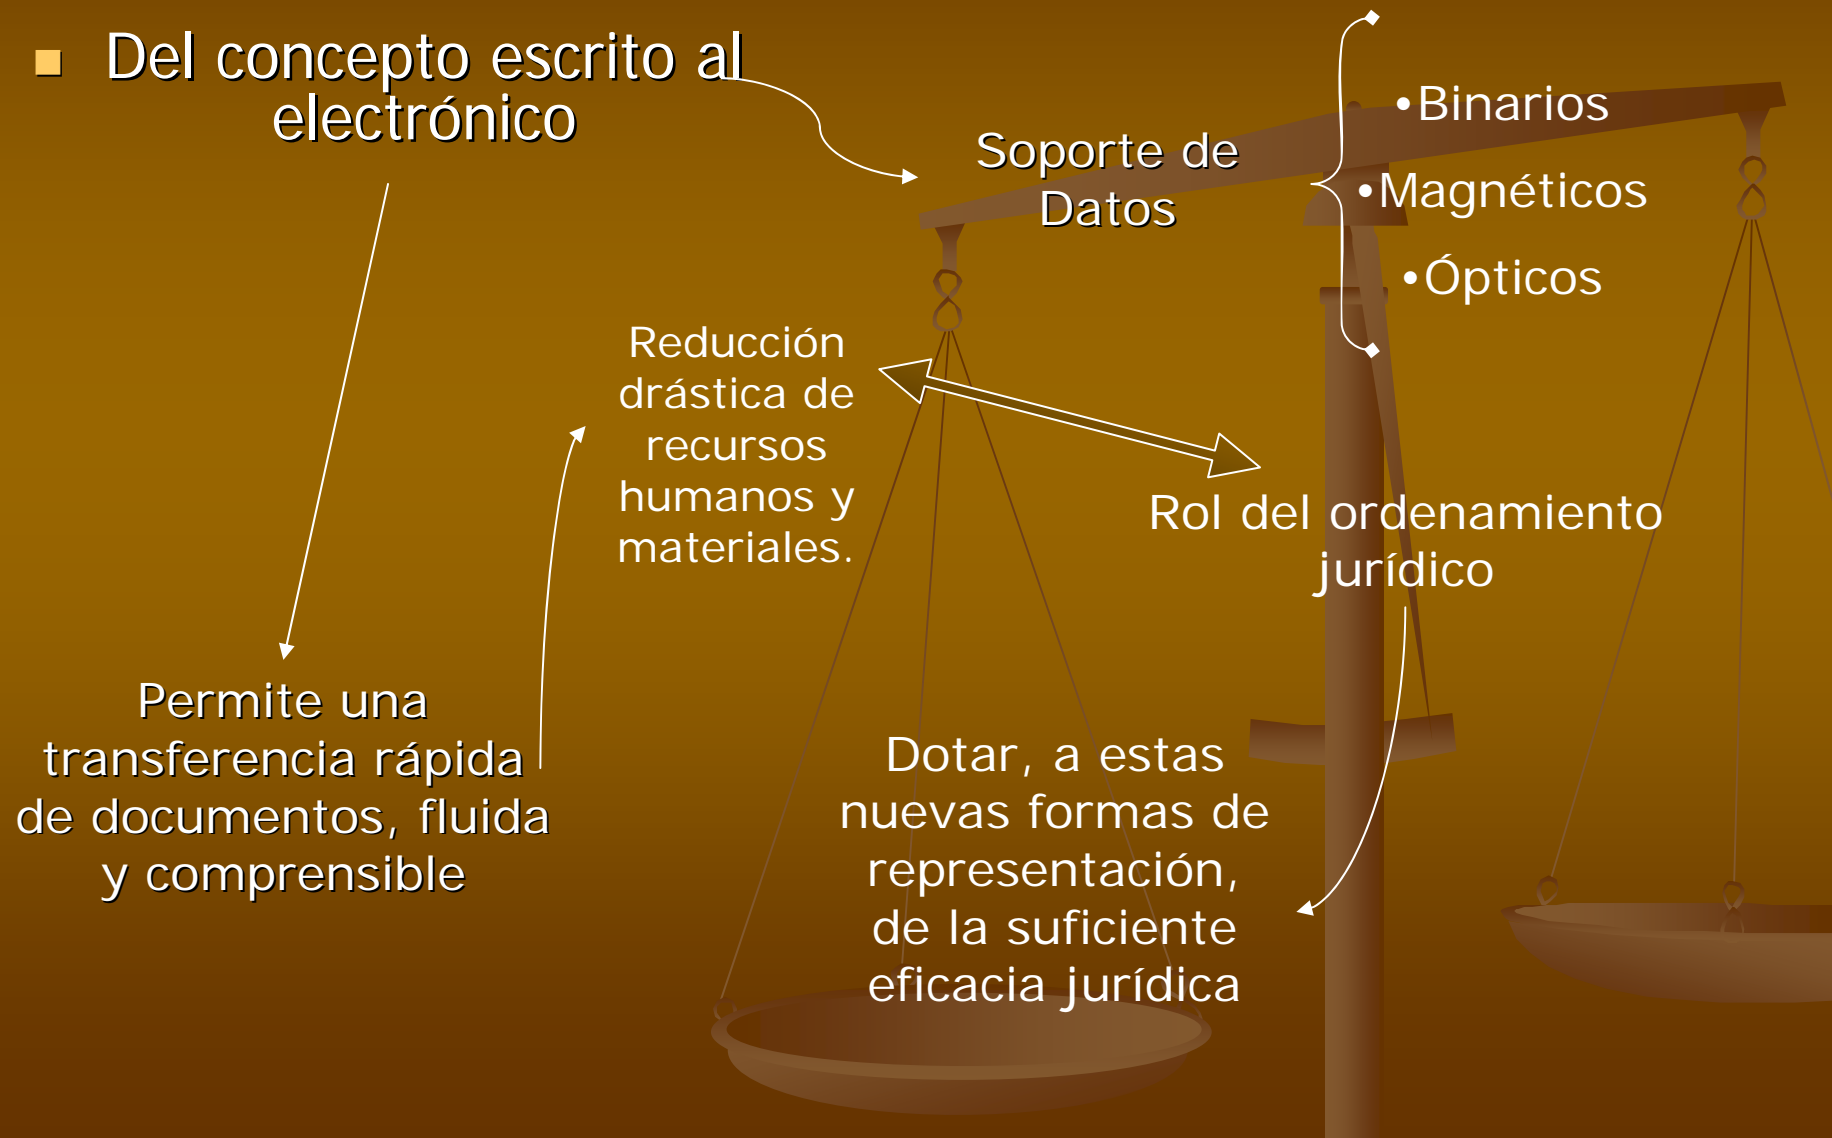 Del concepto escrito al
electrónico
Soporte de
Datos
•Binarios
•Magnéticos
•Ópticos
Reducción
drástica de
recursos
humanos y
materiales.
Rol del ordenamiento
jurídico
Permite una
transferencia rápida
de documentos, fluida
y comprensible
Dotar, a estas
nuevas formas de
representación,
de la suficiente
eficacia jurídica